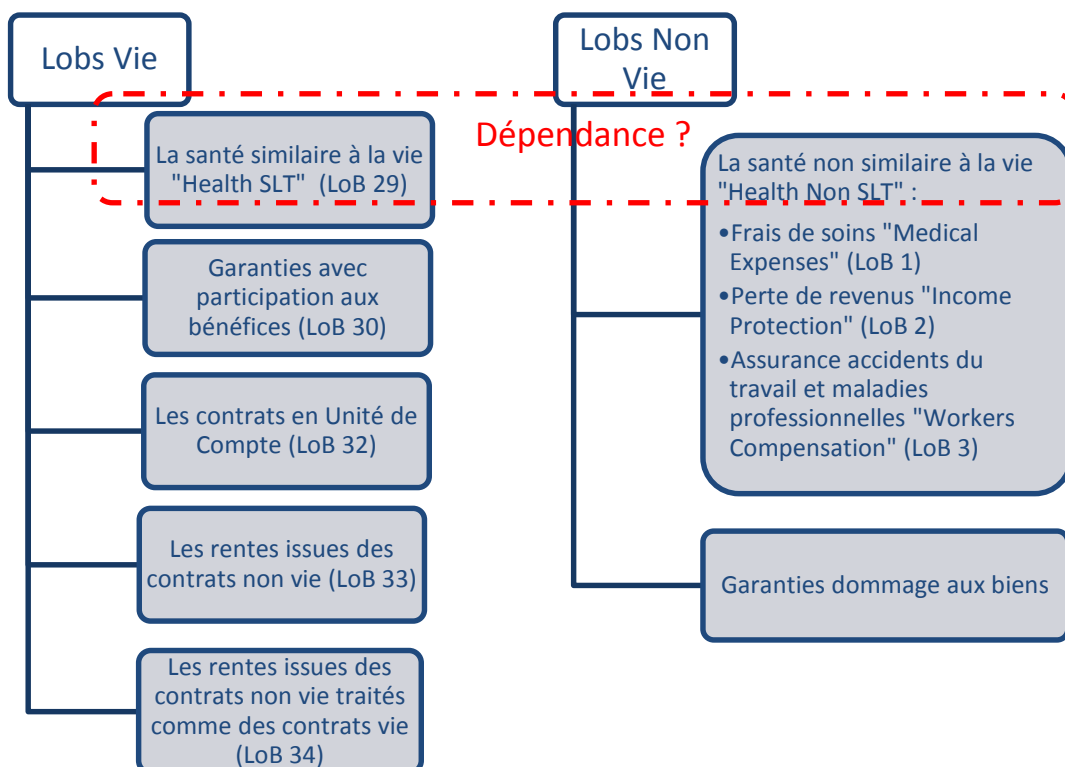 Lobs Vie
Lobs Non
Vie
Dépendance ?
La santé similaire à la vie
"Health SLT"  (LoB 29)
Garanties avec
participation aux
bénéfices (LoB 30)
Les contrats en Unité de
Compte (LoB 32)
Les rentes issues des
contrats non vie (LoB 33)
Les rentes issues des
contrats non vie traités
comme des contrats vie
(LoB 34)
La santé non similaire à la vie
"Health Non SLT" :
•Frais de soins "Medical
Expenses" (LoB 1)
•Perte de revenus "Income
Protection" (LoB 2)
•Assurance accidents du
travail et maladies
professionnelles "Workers
Compensation" (LoB 3)
Garanties dommage aux biens